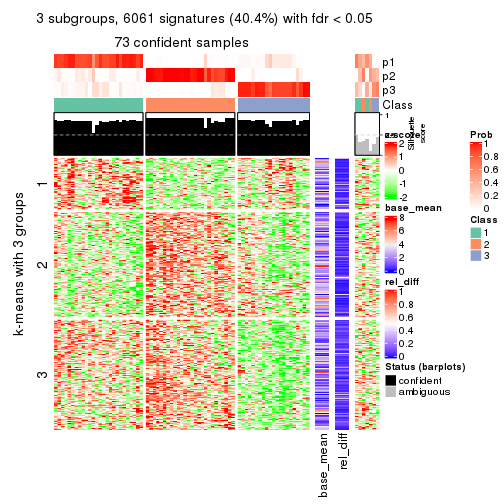 3 subgroups, 6061 signatures (40.4%) with fdr < 0.05
73 confident samples
p1
p2
p3
Class
1
Silhouette
score
k-means with 3 groups
1
2
3
base_mean
rel_diff
z-score
2
1
0
-2
base_mean
8
6
4
2
0
rel_diff
1
0.8
0.6
0.4
0.2
0
Status (barplots)
confident
ambiguous
Prob
1
0.8
0.6
0.4
0.2
0
Class
1
2
3